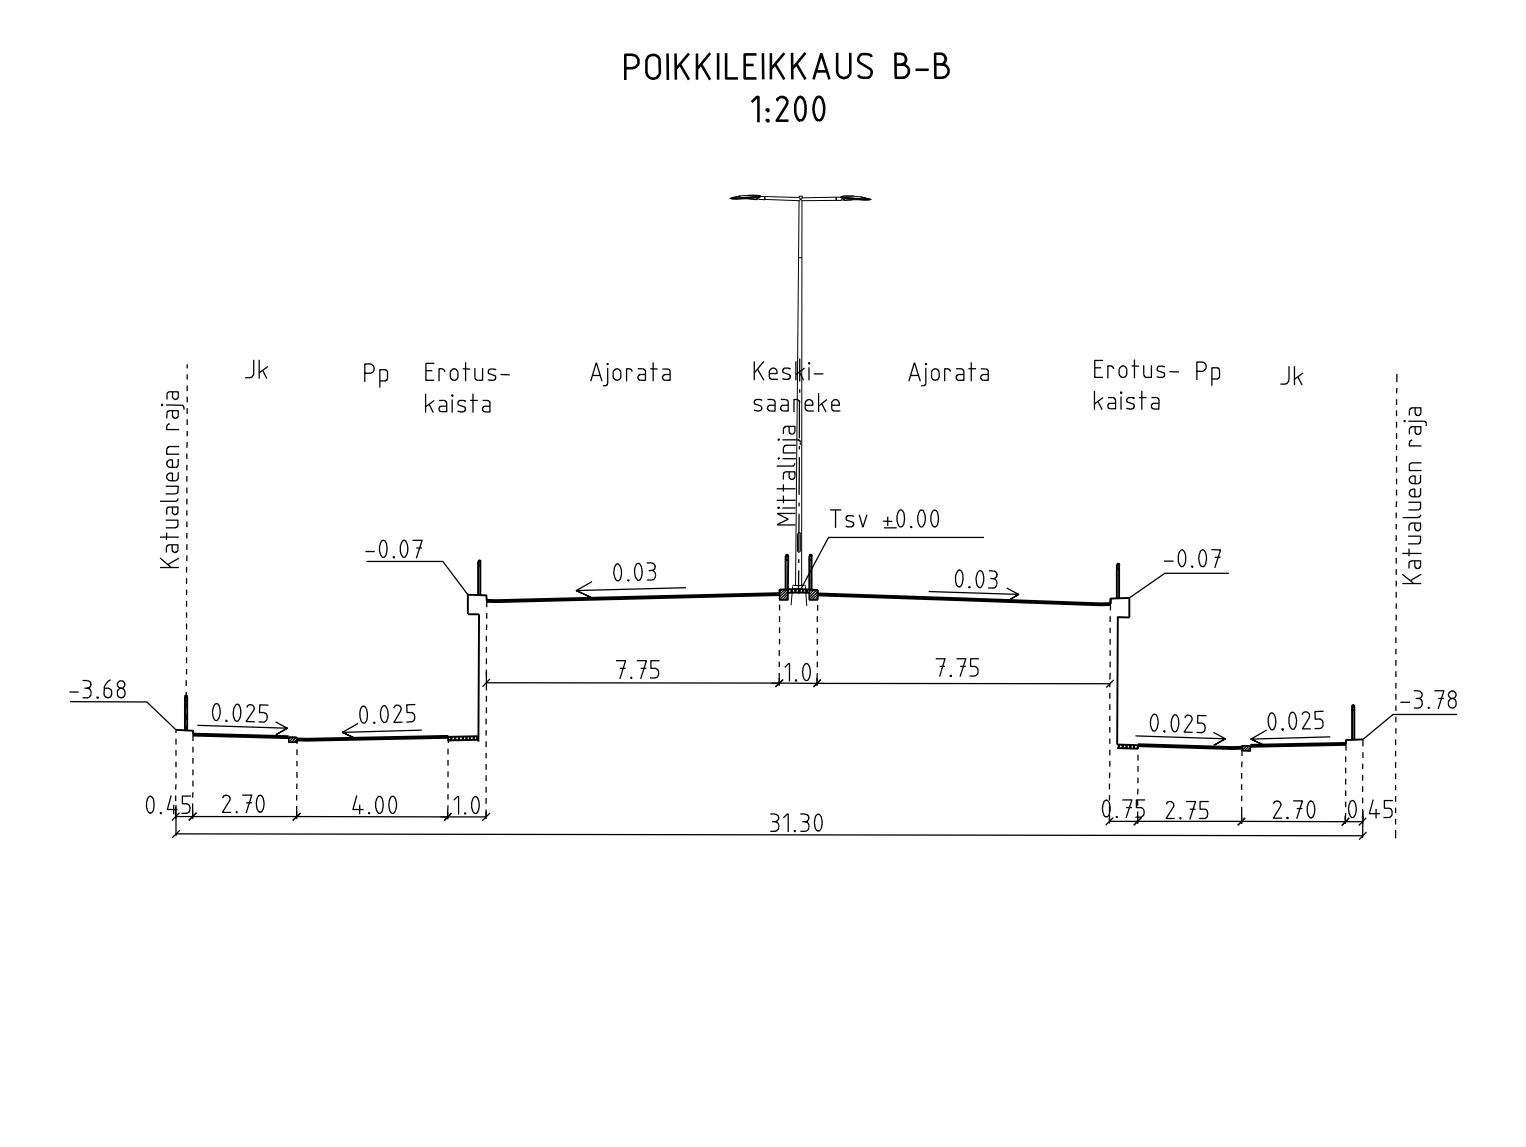 POIKKILEIKKAUS B-B
1:200
Jk
Pp
Erotus-
kaista
Ajorata
Keski-
saareke
Ajorata
Erotus-
kaista
Pp
Jk
Katualueen raja
Mittalinja
Katualueen raja
Tsv ±0.00
-0.07
0.03
0.03
-0.07
7.75
1.0
7.75
-3.68
0.025
0.025
0.025
0.025
-3.78
0.45
2.70
4.00
1.0
0.75
2.75
2.70
0.45
31.30